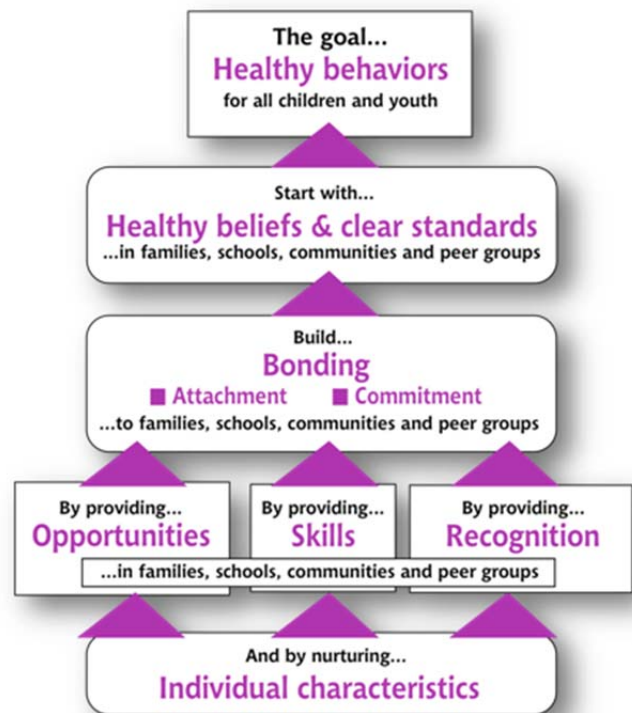 The goal...
Healthy behaviors
for all children and youth
Start with...
Healthy beliefs & clear standards
...in families, schools, communities and peer groups
Build...
Bonding
Attachment
Commitment
...to families, schools, communities and peer groups
By providing...
Opportunities
By providing...
Skills
By providing...
Recognition
...in families, schools, communities and peer groups
And by nurturing...
Individual characteristics